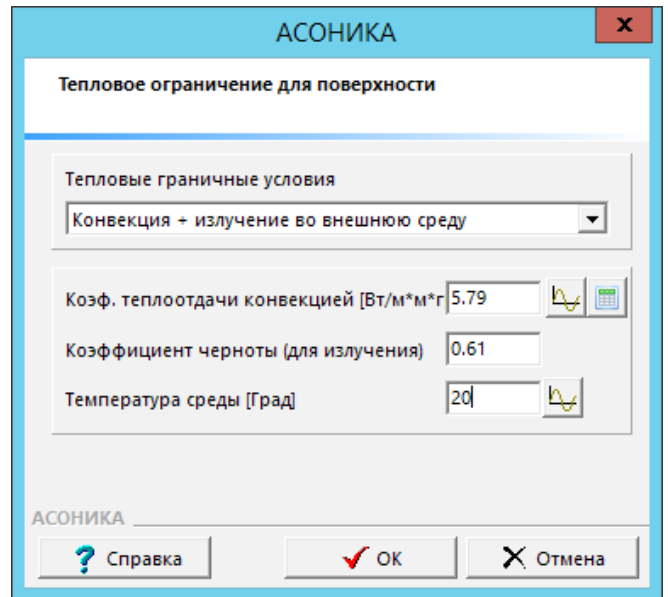 АСОНИКА
Тепловое ограничение для поверхности
Тепловые граничные условия
Конвекция + излучение во внешнюю среду
Коэф. теплоотдачи конвекцией [Вт/м*м*г 5.79
Коэффициент черноты (для излучения) 0.61
Температура среды [Град] 20
АСОНИКА
Справка OK Отмена